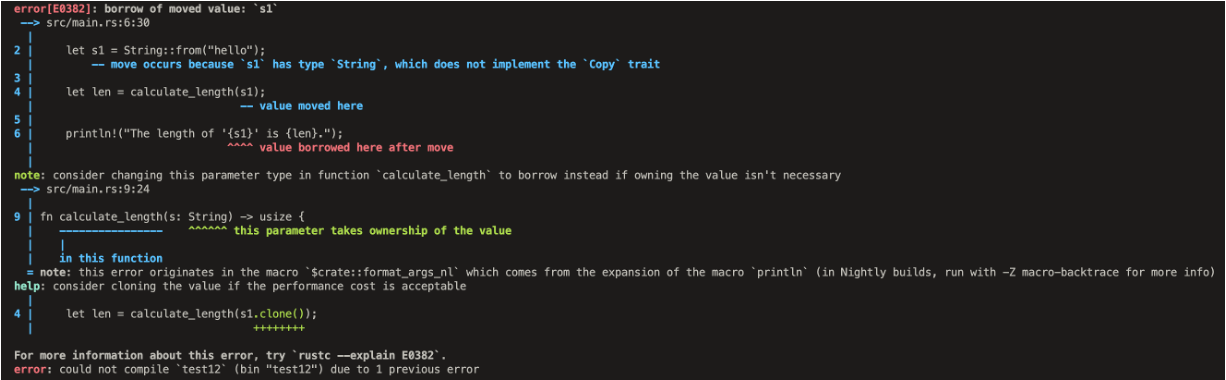 error[E0382]: borrow of moved value: `s1`
 --> src/main.rs:6:30
  |
2 |     let s1 = String::from("hello");
  |         -- move occurs because `s1` has type `String`, which does not implement the `Copy` trait
3 |
4 |     let len = calculate_length(s1);
  |                                -- value moved here
5 |
6 |     println!("The length of '{s1}' is {len}.");
  |                              ^^^^ value borrowed here after move
  |
note: consider changing this parameter type in function `calculate_length` to borrow instead if owning the value isn't necessary
 --> src/main.rs:9:24
  |
9 | fn calculate_length(s: String) -> usize {
  |    ----------------    ^^^^^^ this parameter takes ownership of the value
  |    |
  |    in this function
  = note: this error originates in the macro `$crate::format_args_nl` which comes from the expansion of the macro `println` (in Nightly builds, run with -Z macro-backtrace for more info)
help: consider cloning the value if the performance cost is acceptable
  |
4 |     let len = calculate_length(s1.clone());
  |                                  ++++++++

For more information about this error, try `rustc --explain E0382`.
error: could not compile `test12` (bin "test12") due to 1 previous error